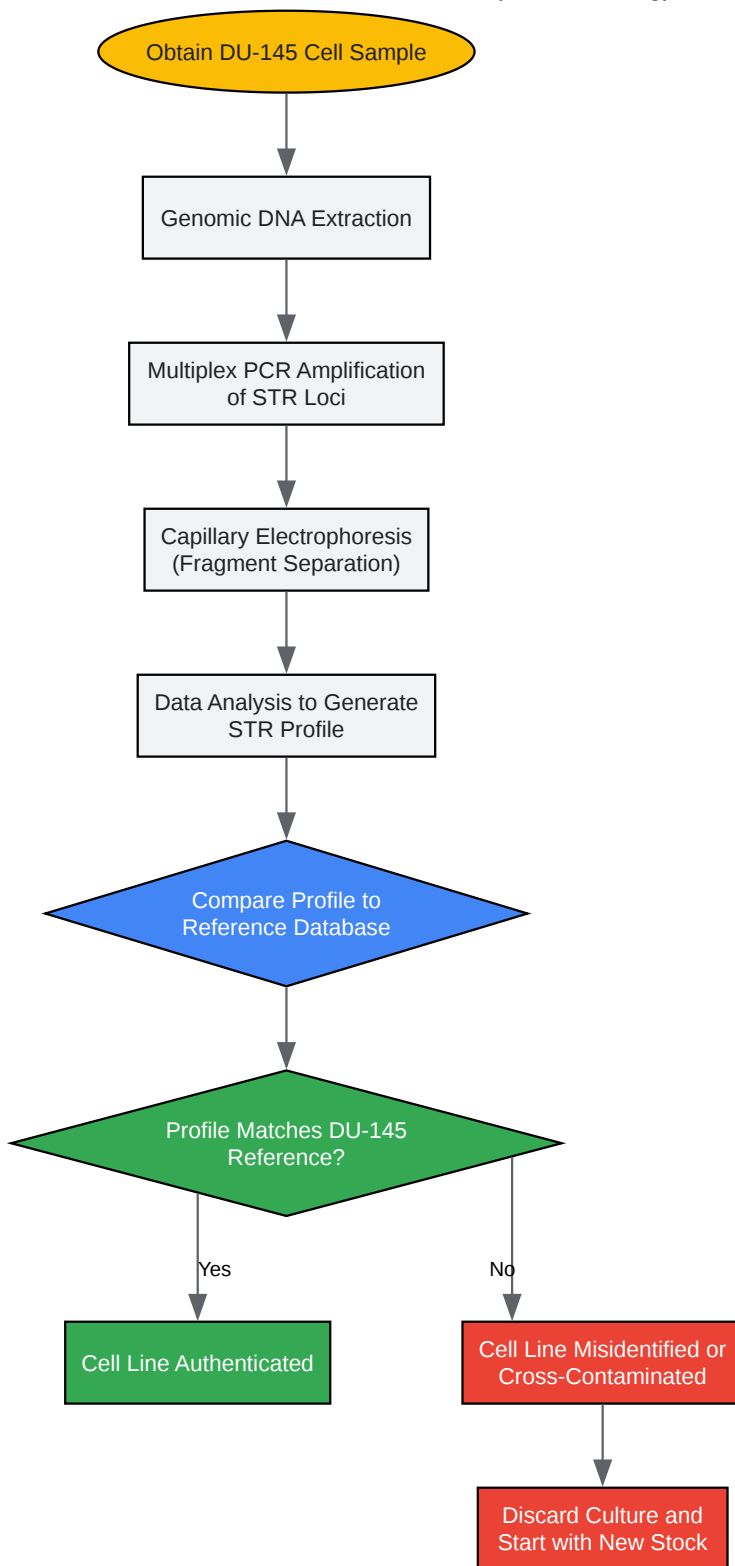 Obtain DU-145 Cell Sample
Genomic DNA Extraction
Multiplex PCR Amplification
of STR Loci
Capillary Electrophoresis
(Fragment Separation)
Data Analysis to Generate
STR Profile
Compare Profile to
Reference Database
Profile Matches DU-145
Reference?
Yes
No
Cell Line Authenticated
Cell Line Misidentified or
Cross-Contaminated
Discard Culture and
Start with New Stock